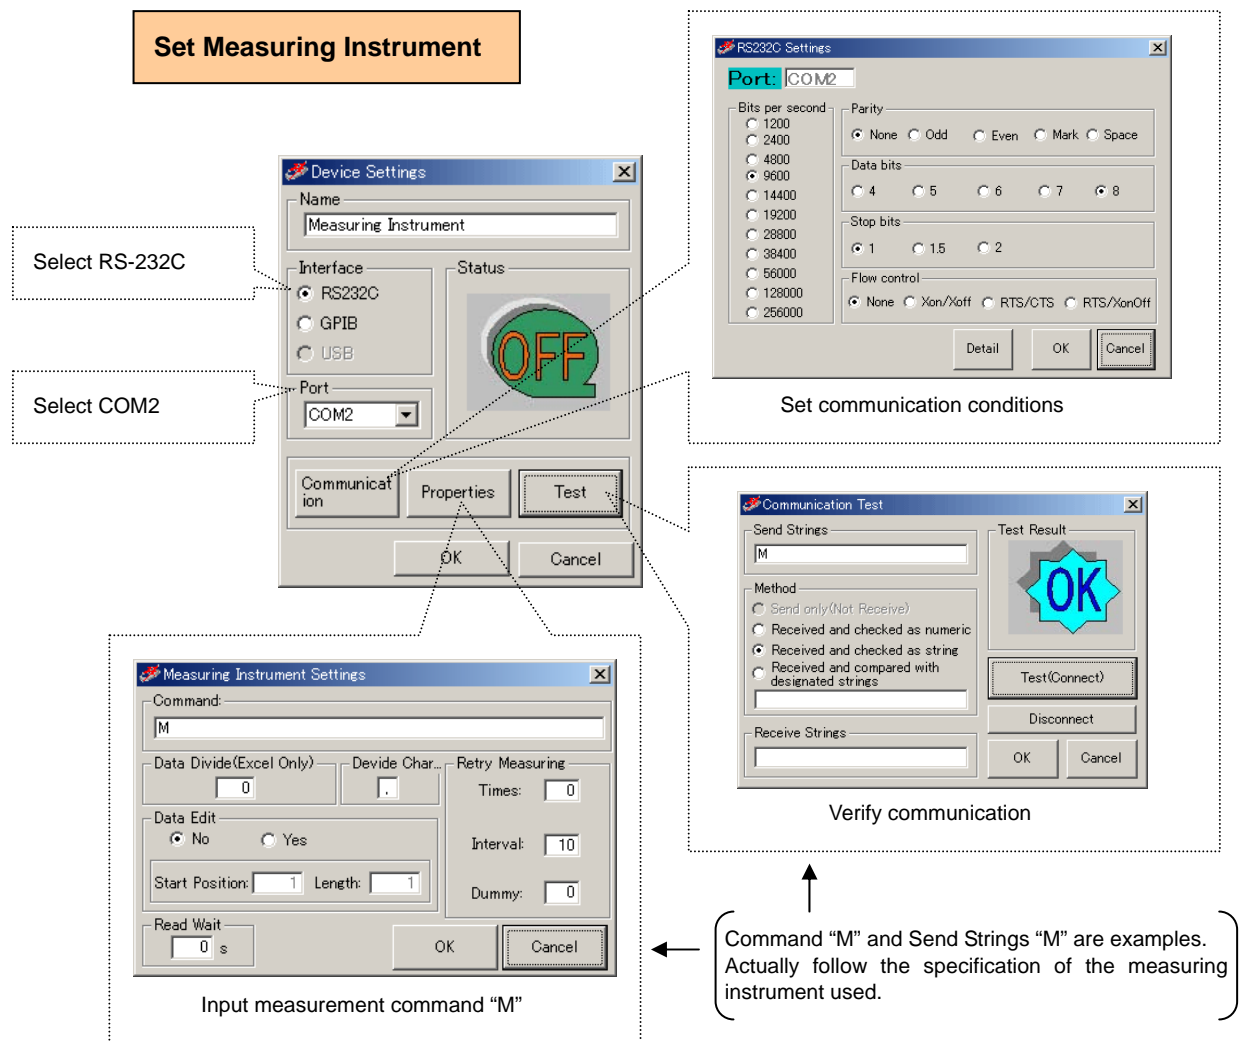 Set Measuring Instrument
RS232C Settings
Port: COM2
Bits per second
1200
2400
4800
9600
14400
19200
28800
38400
56000
128000
256000
Parity
None Odd Even Mark Space
Data bits
4 5 6 7 8
Stop bits
1 1.5 2
Flow control
None Xon/Xoff RTS/CTS RTS/XonOff
Detail OK Cancel
Set communication conditions
Device Settings
Name
Measuring Instrument
Select RS-232C
Interface
RS232C
GPIB
USB
Status
OFF
Select COM2
Port
COM2
Communicat
ion
Properties
Test
OK Cancel
Communication Test
Send Strings
M
Method
Send only(Not Receive)
Received and checked as numeric
Received and checked as string
Received and compared with
designated strings
Receive Strings
Test Result
OK
Test(Connect)
Disconnect
OK Cancel
Verify communication
Measuring Instrument Settings
Command:
M
Data Divide(Excel Only)
0
Devide Char...
,
Retry Measuring
Times: 0
Interval: 10
Dummy: 0
Data Edit
No Yes
Start Position: 1 Length: 1
Read Wait
0 s
OK Cancel
Input measurement command “M”
Command “M” and Send Strings “M” are examples.
Actually follow the specification of the measuring
instrument used.